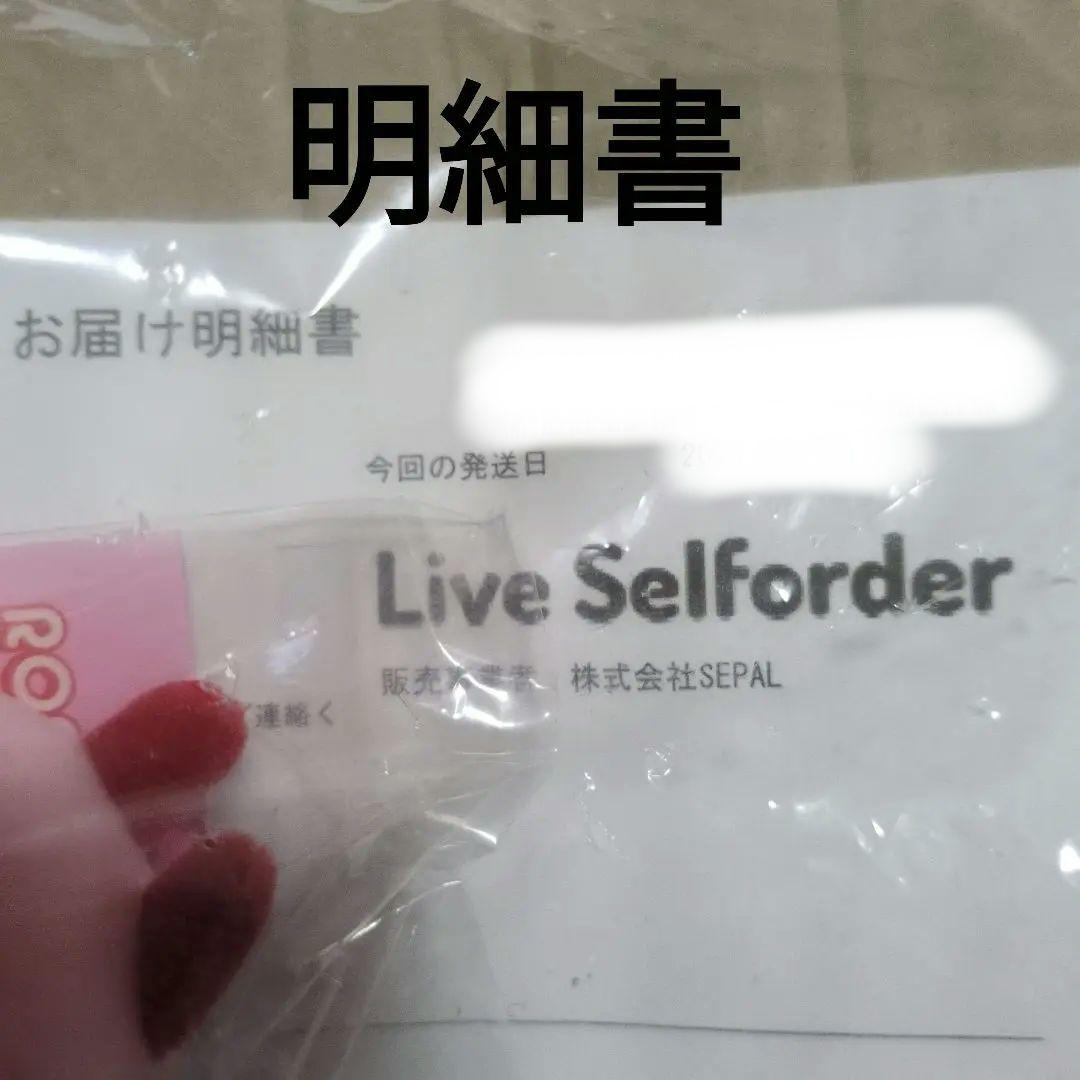 明細書
お届け明細書
今回の発送日
Live Selforder
販売 業者 株式会社SEPAL
ご連絡く
RO